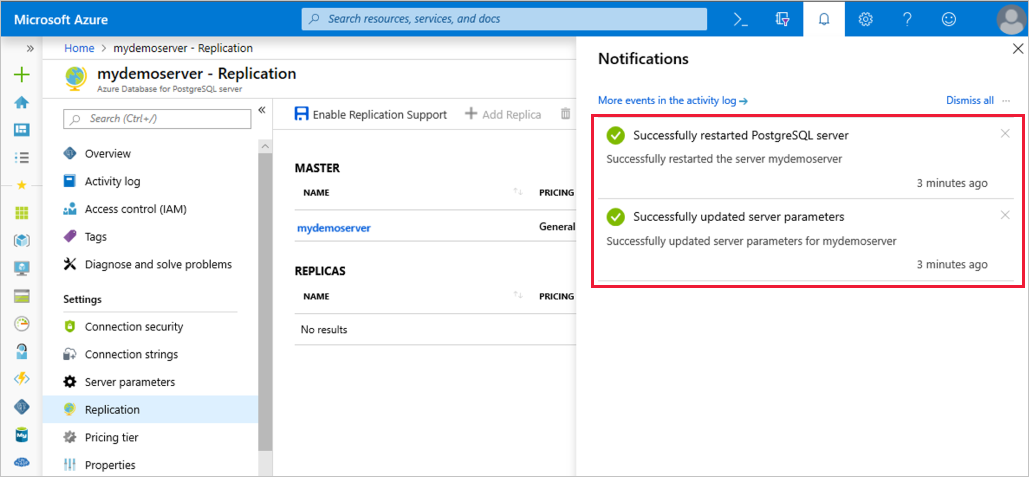 Microsoft Azure
Search resources, services, and docs
Home > mydemoserver - Replication
mydemoserver - Replication
Azure Database for PostgreSQL server
Search (Ctrl+/)
Overview
Activity log
Access control (IAM)
Tags
Diagnose and solve problems
Settings
Connection security
Connection strings
Server parameters
Replication
Pricing tier
Properties
Enable Replication Support
Add Replica
MASTER
NAME PRICING
mydemoserver General
REPLICAS
NAME PRICING
No results
Notifications
More events in the activity log → Dismiss all ...
Successfully restarted PostgreSQL server
Successfully restarted the server mydemoserver
3 minutes ago
Successfully updated server parameters
Successfully updated server parameters for mydemoserver
3 minutes ago